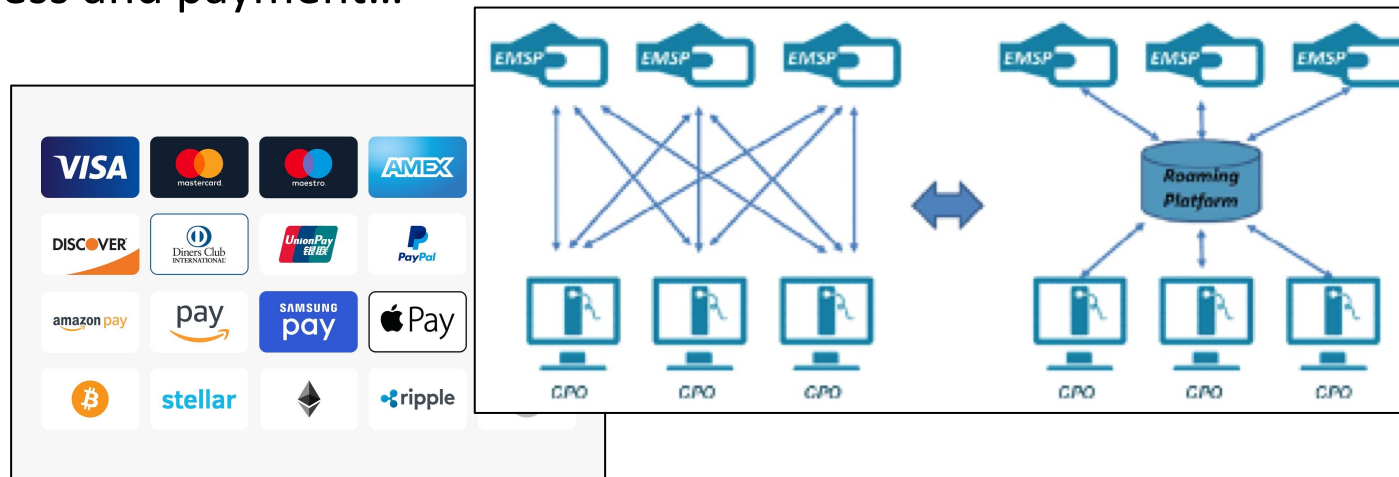 ess and payment...
EMSP EMSP EMSP EMSP EMSP EMSP
VISA mastercard. maestro. AMEX
Roaming
Platform
DISCOVER Diners Club INTERNATIONAL UnionPay 银联 PayPal
amazon pay pay SAMSUNG pay Pay
stellar ripple
CPO CPO CPO CPO CPO CPO